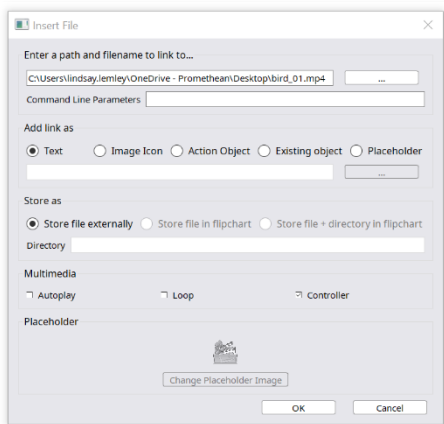 Insert File
Enter a path and filename to link to...
C:\Users\lindsay.lemley\OneDrive - Promethean\Desktop\bird_01.mp4 ...
Command Line Parameters
Add link as
Text Image Icon Action Object Existing object Placeholder
...
Store as
Store file externally Store file in flipchart Store file + directory in flipchart
Directory
Multimedia
Autoplay Loop Controller
Placeholder
Change Placeholder Image
OK Cancel